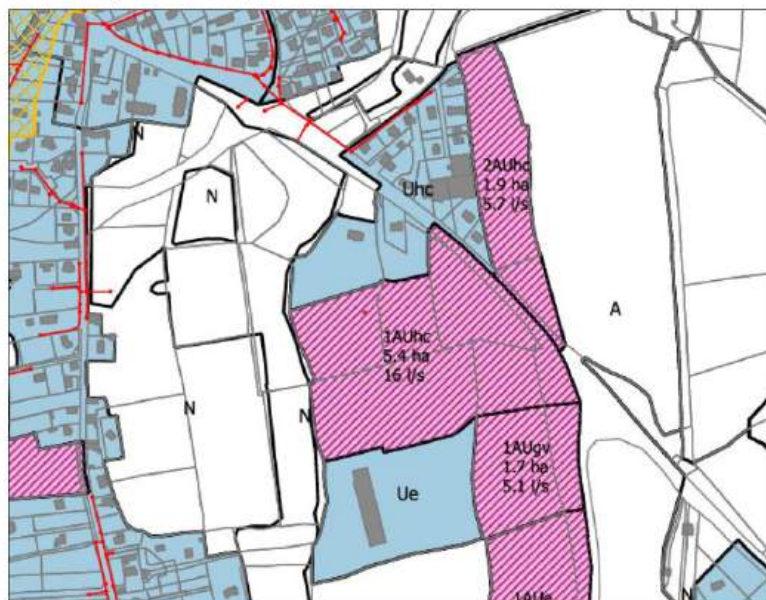 N
N
Uhc
2AUhc
1.9 ha
5.7 l/s
A
1AUhc
5.4 ha
16 l/s
N
N
1AUgv
1.7 ha
5.1 l/s
Ue
N